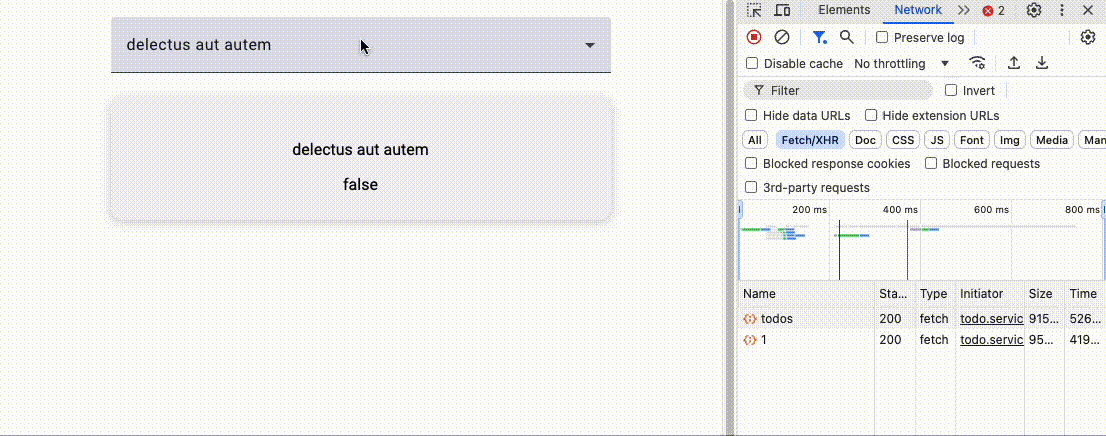 delectus aut autem
delectus aut autem
false
Elements Network 2
Preserve log
Disable cache No throttling
Filter Invert
Hide data URLs Hide extension URLs
All Fetch/XHR Doc CSS JS Font Img Media Man
Blocked response cookies Blocked requests
3rd-party requests
200 ms 400 ms 600 ms 800 ms
Name Sta... Type Initiator Size Time
todos 200 fetch todo.servic 915... 526...
1 200 fetch todo.servic 95... 419...